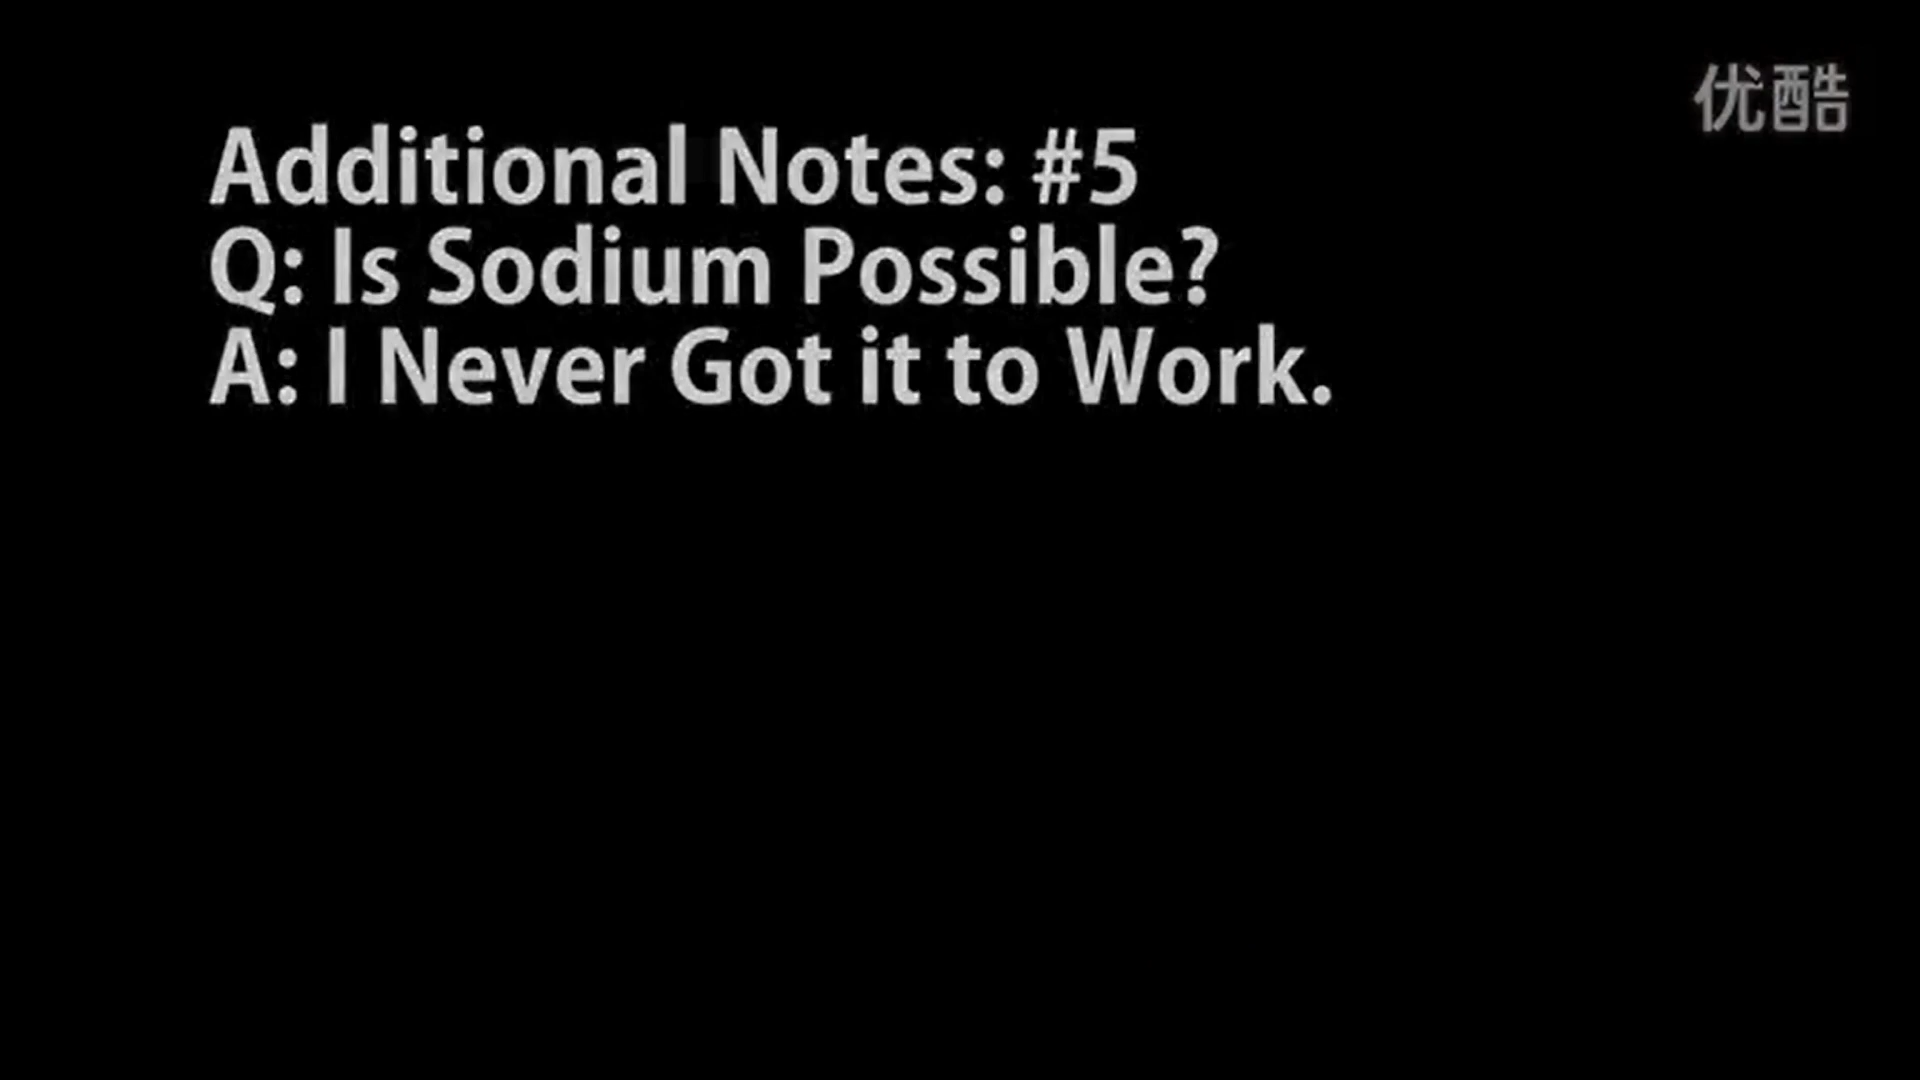 优酷
Additional Notes: #5
Q: Is Sodium Possible?
A: I Never Got it to Work.